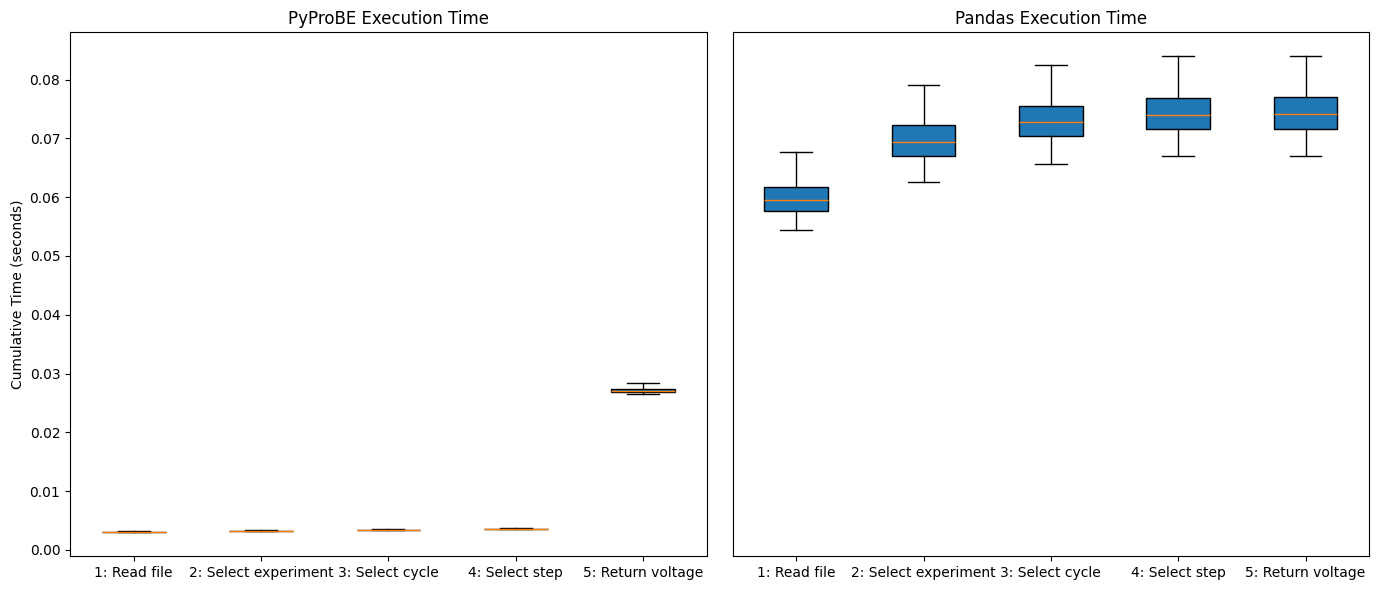 PyProBE Execution Time
Pandas Execution Time
Cumulative Time (seconds)
0.08
0.07
0.06
0.05
0.04
0.03
0.02
0.01
0.00
1: Read file
2: Select experiment
3: Select cycle
4: Select step
5: Return voltage
1: Read file
2: Select experiment
3: Select cycle
4: Select step
5: Return voltage